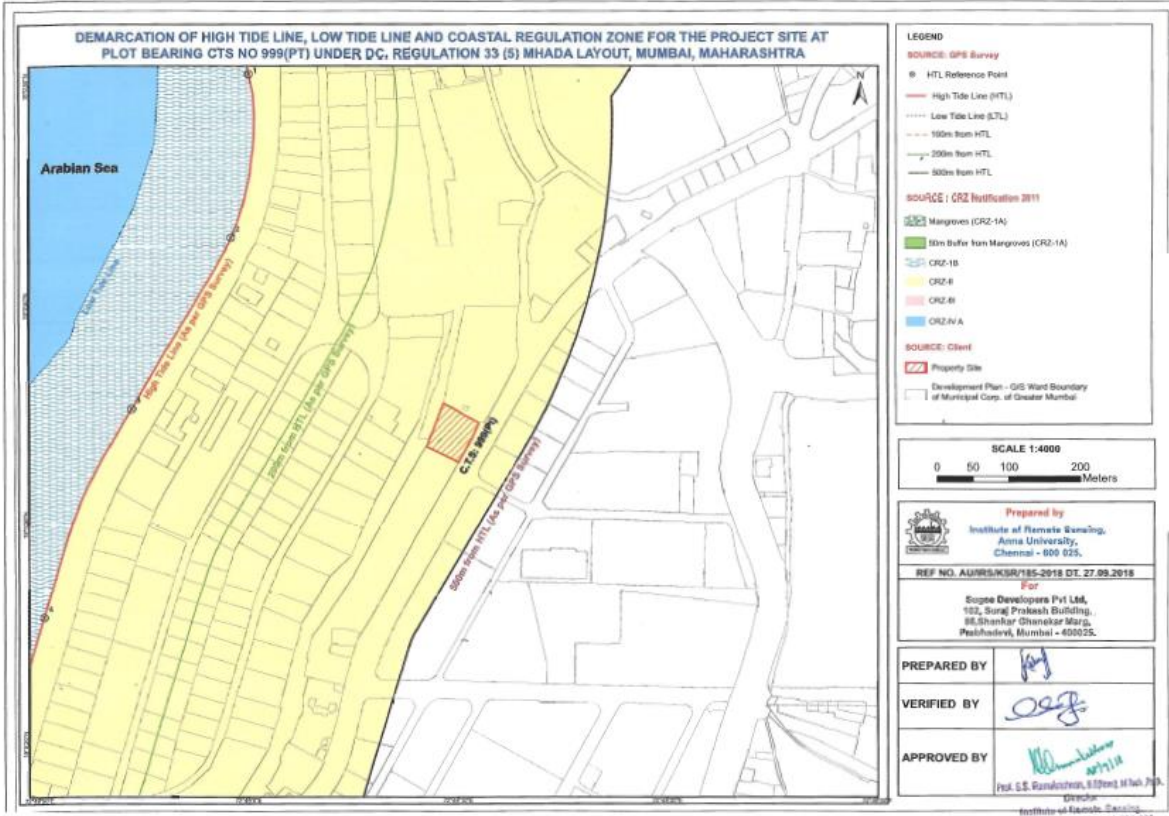 DEMARCATION OF HIGH TIDE LINE, LOW TIDE LINE AND COASTAL REGULATION ZONE FOR THE PROJECT SITE AT
PLOT BEARING CTS NO 999(PT) UNDER DC. REGULATION 33 (5) MHADA LAYOUT, MUMBAI, MAHARASHTRA
Arabian Sea
Low Tide Line
High Tide Line (As per GPS Survey)
200m from HTL (As per GPS Survey)
C.T.S: 999(Pt)
500m from HTL (As per GPS Survey)
N
LEGEND
SOURCE: GPS Survey
HTL Reference Point
High Tide Line (HTL)
Low Tide Line (LTL)
100m from HTL
200m from HTL
500m from HTL
SOURCE : CRZ Notification 2011
Mangroves (CRZ-1A)
50m Buffer from Mangroves (CRZ-1A)
CRZ-1B
CRZ-II
CRZ-III
CRZ-IV A
SOURCE: Client
Property Site
Development Plan - G/S Ward Boundary
of Municipal Corp. of Greater Mumbai
SCALE 1:4000
0 50 100 200
Meters
Prepared by
Institute of Remote Sensing,
Anna University,
Chennai - 600 025.
REF NO. AU/IRS/KSR/185-2018 DT. 27.09.2018
For
Sugee Developers Pvt Ltd,
102, Suraj Prakash Building,
86,Shankar Ghanekar Marg,
Prabhadevi, Mumbai - 400025.
PREPARED BY
VERIFIED BY
APPROVED BY
Prof. S.S. Ramakrishnan,
Director
Institute of Remote Sensing